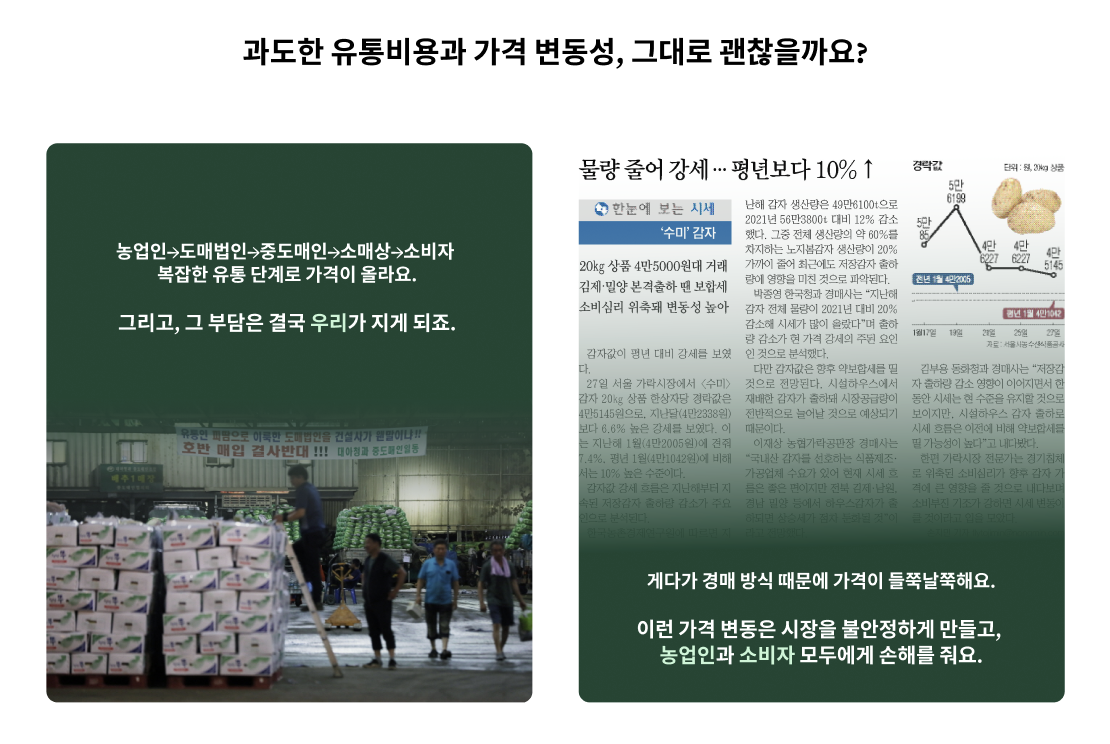 과도한 유통비용과 가격 변동성, 그대로 괜찮을까요?
농업인→도매법인→중도매인→소매상→소비자
복잡한 유통 단계로 가격이 올라요.
그리고, 그 부담은 결국 우리가 지게 되죠.
유통인 피땀으로 이룩한 도매법인을 건설사가 웬말이냐!!
호반 매입 결사반대 !!! 대아청과 중도매인일동
물량 줄어 강세… 평년보다 10%↑
한눈에 보는 시세
'수미' 감자
20kg 상품 4만5000원대 거래
김제·밀양 본격출하 땐 보합세
소비심리 위축돼 변동성 높아
감자값이 평년 대비 강세를 보였
다.
27일 서울 가락시장에서 〈수미〉
감자 20kg 상품 한상자당 경락값은
4만5145원으로, 지난달(4만2338원)
보다 6.6% 높은 강세를 보였다. 이
는 지난해 1월(4만2005원)에 견줘
7.4%, 평년 1월(4만1042원)에 비해
서는 10% 높은 수준이다.
감자값 강세 흐름은 지난해부터 지
속된 저장감자 출하량 감소가 주요
원인으로 분석된다.
난해 감자 생산량은 49만6100t으로
2021년 56만3800t 대비 12% 감소
했다. 그중 전체 생산량의 약 60%를
차지하는 노지봄감자 생산량이 20%
가까이 줄어 최근에도 저장감자 출하
량에 영향을 미친 것으로 파악된다.
박종영 한국청과 경매사는 "지난해
감자 전체 물량이 2021년 대비 20%
감소해 시세가 많이 올랐다"며 출하
량 감소가 현 가격 강세의 주된 요인
인 것으로 분석했다.
다만 감자값은 향후 약보합세를 띨
것으로 전망된다. 시설하우스에서
재배한 감자가 출하돼 시장공급량이
전반적으로 늘어날 것으로 예상되기
때문이다.
이재상 농협가락공판장 경매사는
"국내산 감자를 선호하는 식품제조·
가공업체 수요가 있어 현재 시세 흐
름은 좋은 편이지만 전북 김제·남원,
경남 밀양 등에서 하우스감자가 출
경락값
단위 : 원, 20kg 상품
5만
85
5만
6199
4만
6227
4만
6227
4만
5145
전년 1월 4만2005
평년 1월 4만1042
1월17일 19일 21일 25일 27일
자료 : 서울시농수산식품공사
김부용 동화청과 경매사는 "저장감
자 출하량 감소 영향이 이어지면서 한
동안 시세는 현 수준을 유지할 것으로
보이지만, 시설하우스 감자 출하로
시세 흐름은 이전에 비해 약보합세를
띨 가능성이 높다"고 내다봤다.
한편 가락시장 전문가는 경기침체
로 위축된 소비심리가 향후 감자 가
격에 큰 영향을 줄 것으로 내다보며
게다가 경매 방식 때문에 가격이 들쭉날쭉해요.
이런 가격 변동은 시장을 불안정하게 만들고,
농업인과 소비자 모두에게 손해를 줘요.